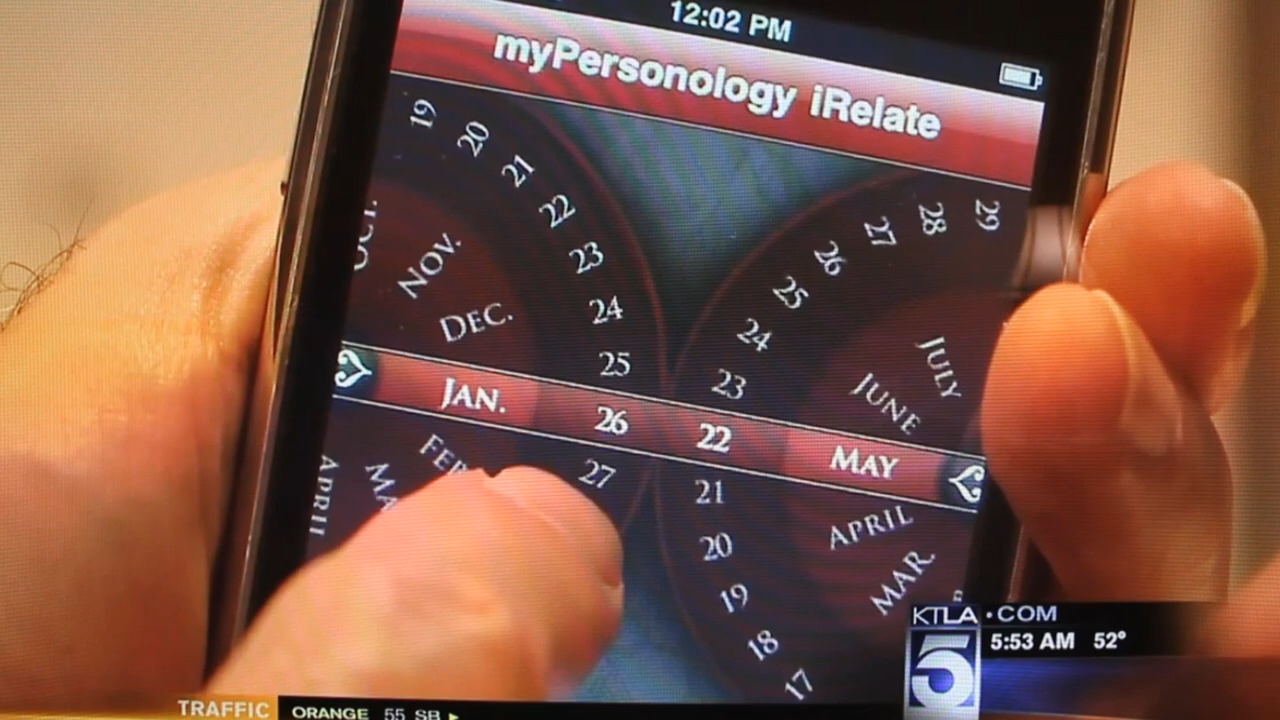 12:02 PM
myPersonology iRelate
19
20
21
22
23
24
25
OCT.
NOV.
DEC.
29
28
27
26
25
24
23
JULY
JUNE
JAN. 26 22 MAY
27
APRIL
21
20
19
18
17
APRIL
MAR.
KTLA.COM
5
5:53 AM 52°
TRAFFIC ORANGE 55 SB